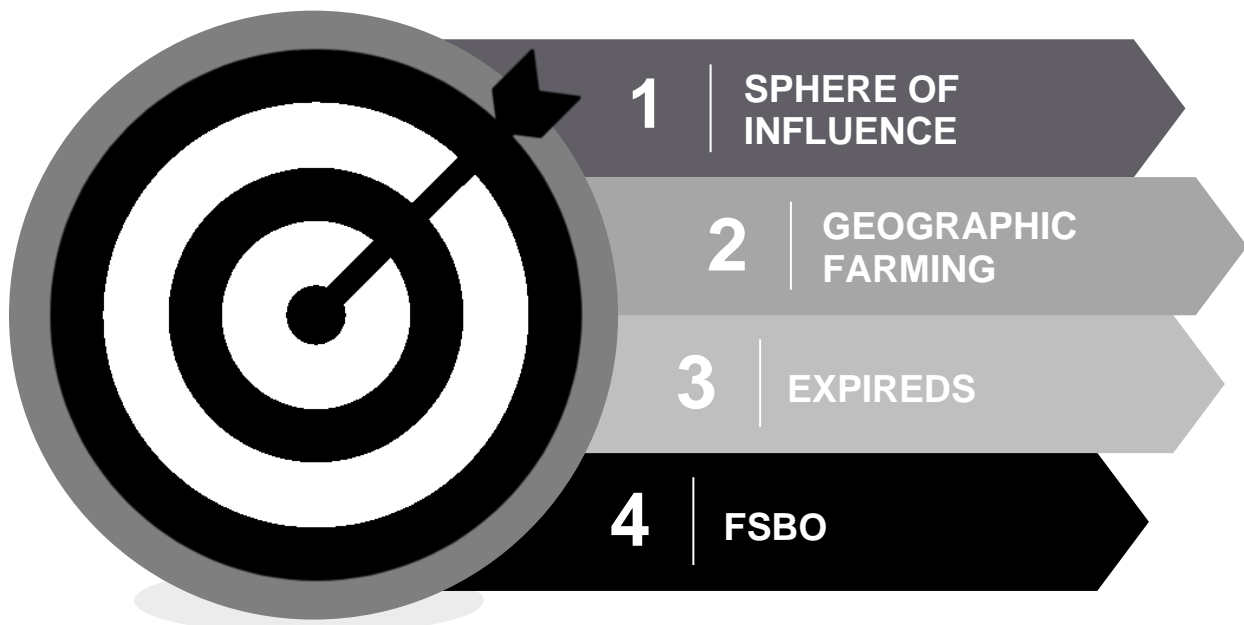 1
SPHERE OF
INFLUENCE
2
GEOGRAPHIC
FARMING
3
EXPIREDS
4
FSBO